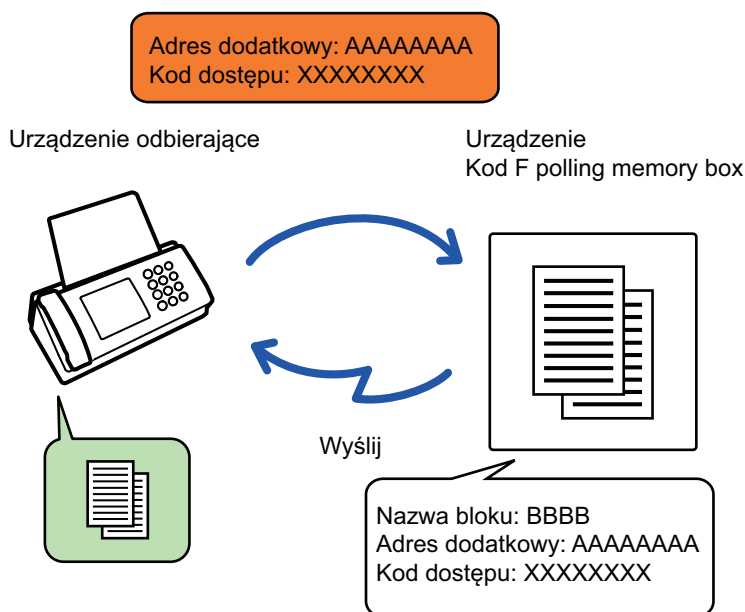 Adres dodatkowy: AAAAAAAA
Kod dostępu: XXXXXXXX
Urządzenie odbierające
Urządzenie
Kod F polling memory box
Wyślij
Nazwa bloku: BBBB
Adres dodatkowy: AAAAAAAA
Kod dostępu: XXXXXXXX